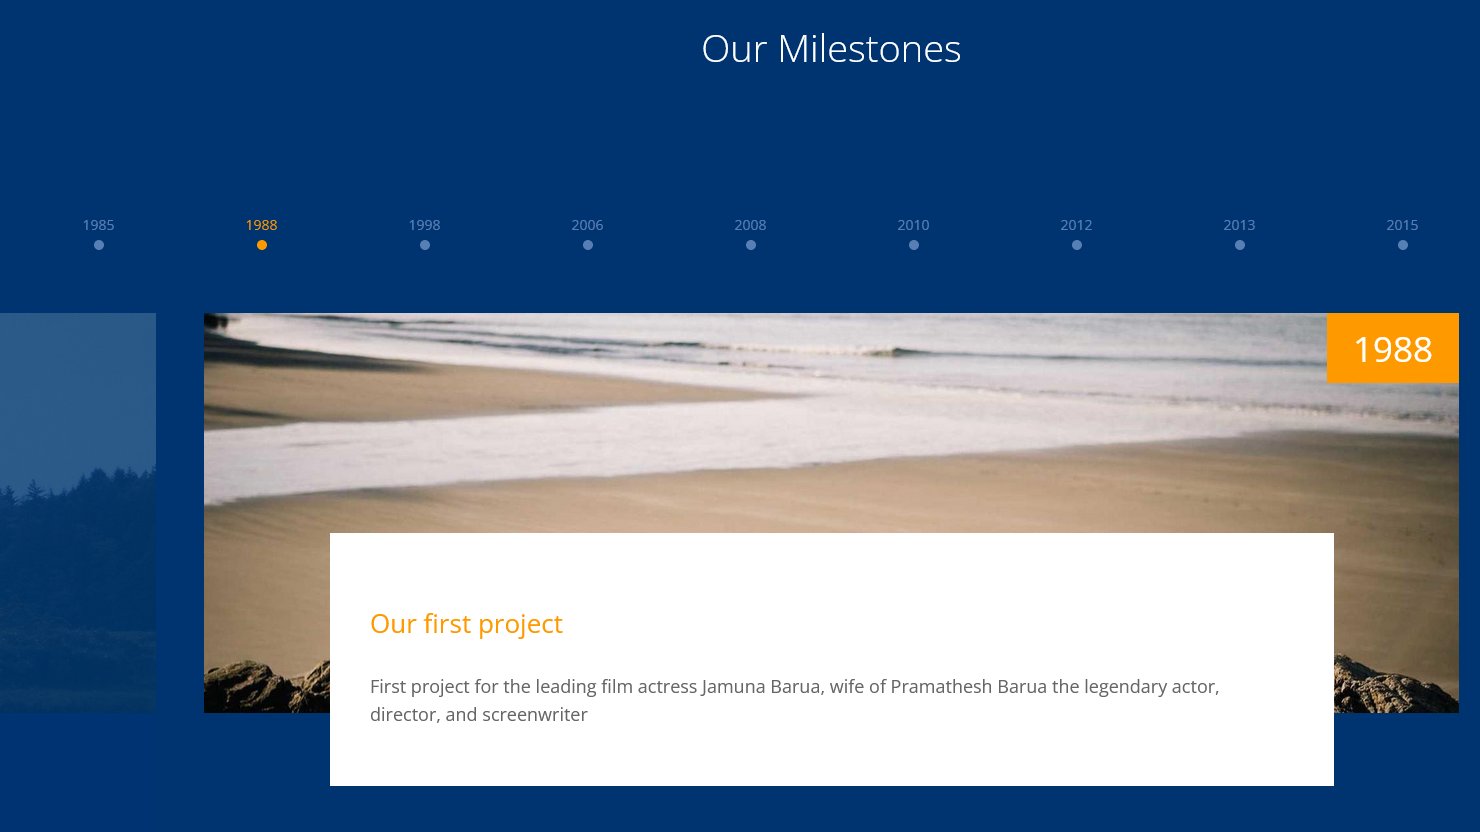 Our Milestones
1985
1988
1998
2006
2008
2010
2012
2013
2015
1988
Our first project
First project for the leading film actress Jamuna Barua, wife of Pramathesh Barua the legendary actor,
director, and screenwriter